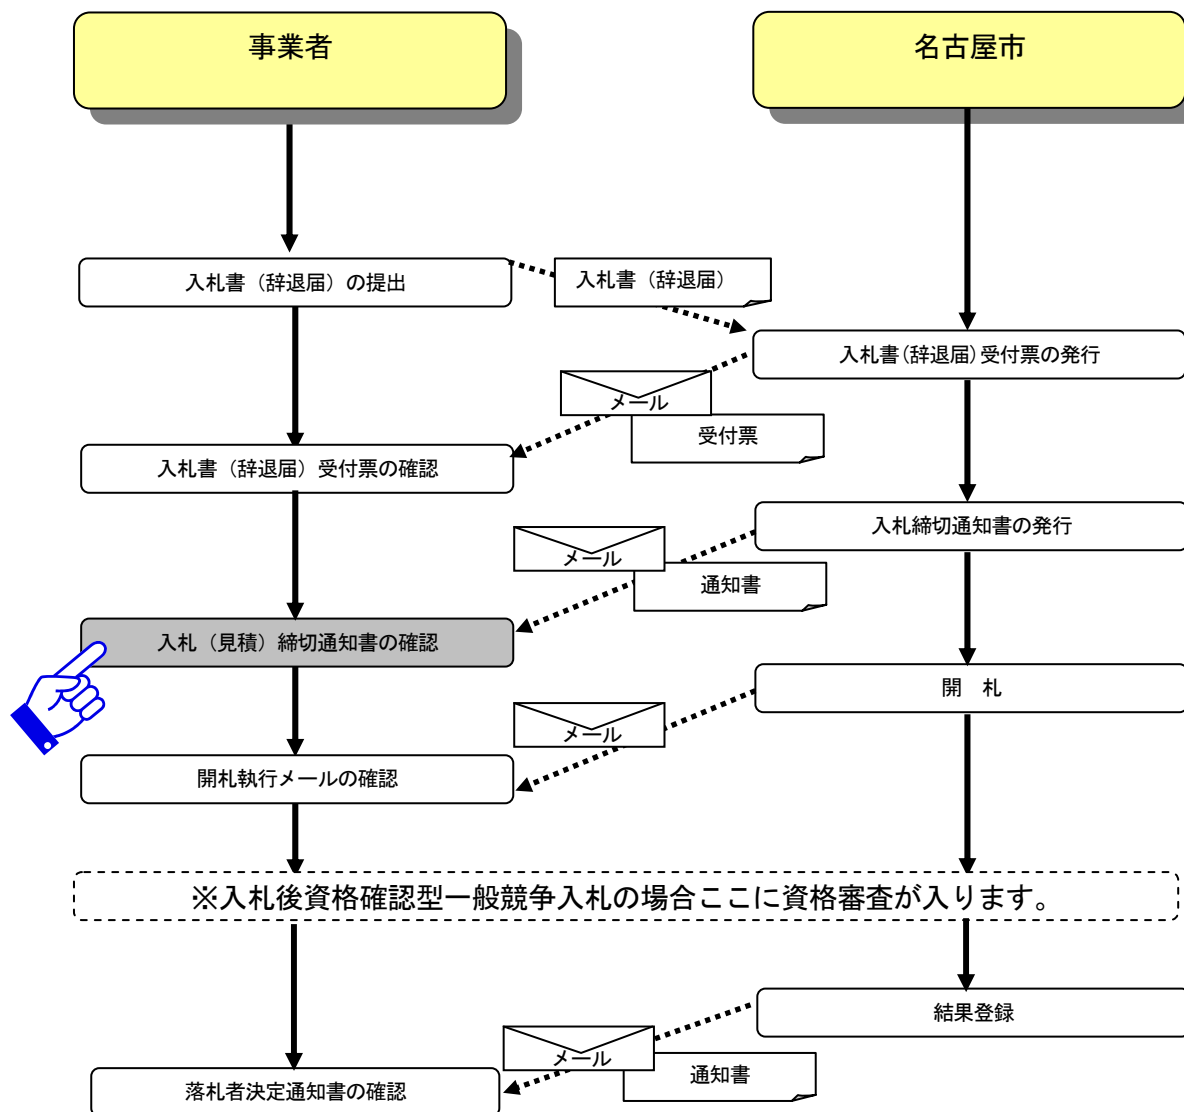 事業者
名古屋市
入札書（辞退届）の提出
入札書（辞退届）
入札書（辞退届）受付票の発行
メール
受付票
入札書（辞退届）受付票の確認
入札締切通知書の発行
メール
通知書
入札（見積）締切通知書の確認
開　札
メール
開札執行メールの確認
※入札後資格確認型一般競争入札の場合ここに資格審査が入ります。
結果登録
メール
通知書
落札者決定通知書の確認